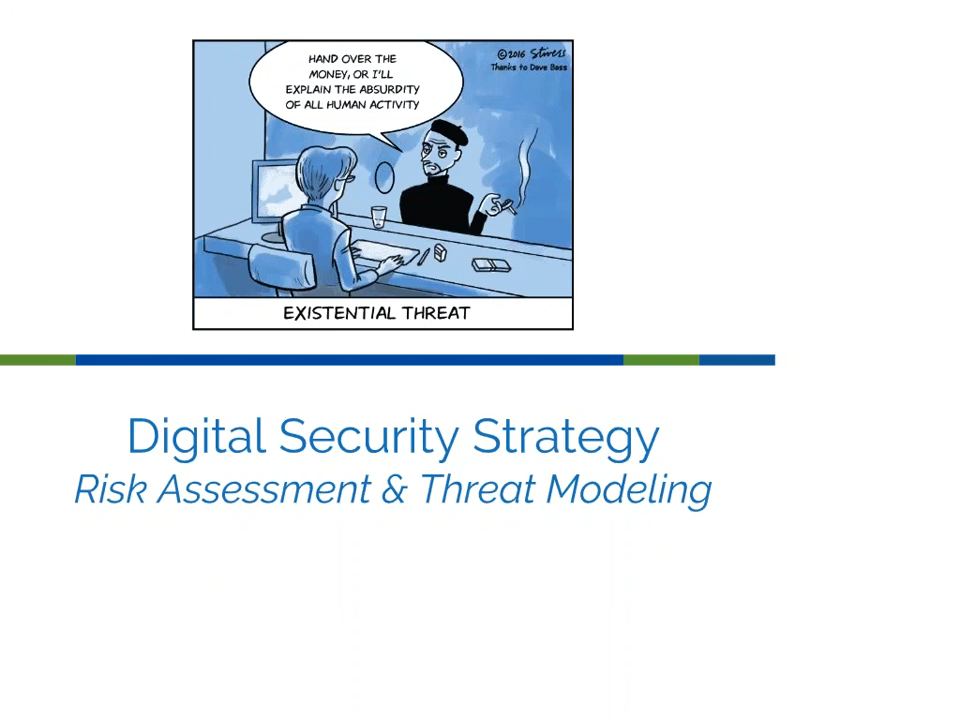 ©2016 Stivers
Thanks to Dave Bass
HAND OVER THE
MONEY, OR I'LL
EXPLAIN THE ABSURDITY
OF ALL HUMAN ACTIVITY
EXISTENTIAL THREAT
Digital Security Strategy
Risk Assessment & Threat Modeling